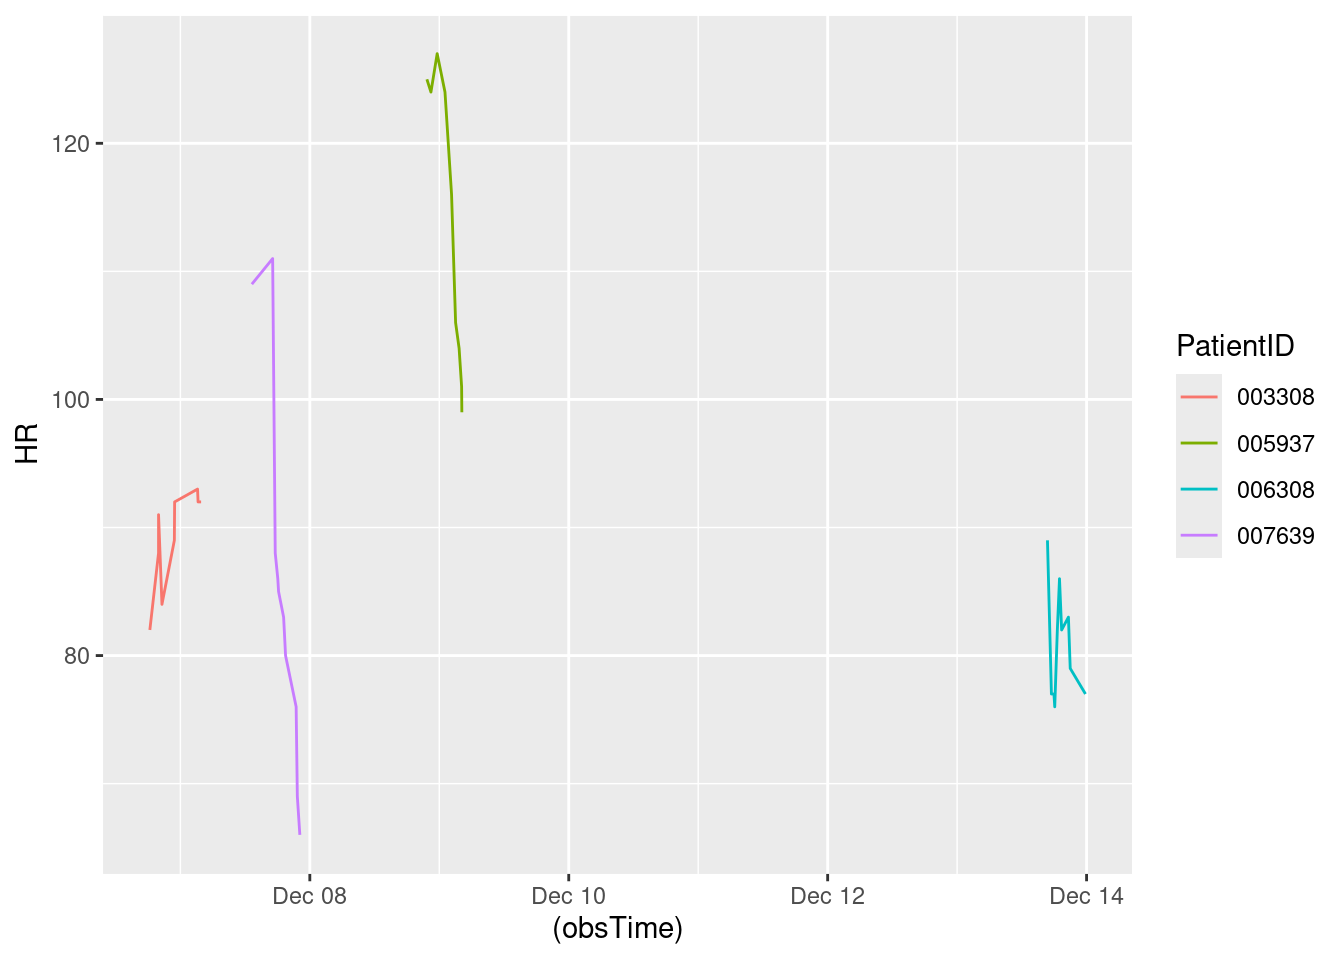 120
100
80
HR
Dec 08
Dec 10
Dec 12
Dec 14
(obsTime)
PatientID
003308
005937
006308
007639